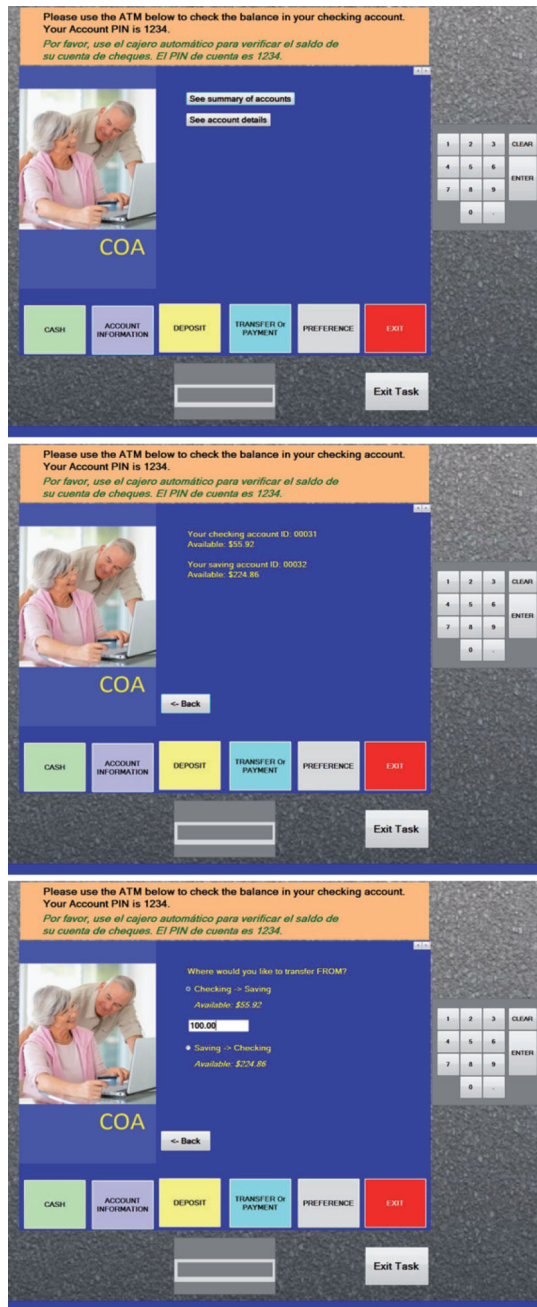 Please use the ATM below to check the balance in your checking account.
Your Account PIN is 1234.
Por favor, use el cajero automático para verificar el saldo de
su cuenta de cheques. El PIN de cuenta es 1234.
See summary of accounts
See account details
COA
1 2 3 CLEAR
4 5 6
ENTER
7 8 9
0 .
CASH
ACCOUNT
INFORMATION
DEPOSIT
TRANSFER Or
PAYMENT
PREFERENCE
EXIT
Exit Task
Please use the ATM below to check the balance in your checking account.
Your Account PIN is 1234.
Por favor, use el cajero automático para verificar el saldo de
su cuenta de cheques. El PIN de cuenta es 1234.
Your checking account ID: 00031
Available: $55.92
Your saving account ID: 00032
Available: $224.86
COA
<- Back
1 2 3 CLEAR
4 5 6
ENTER
7 8 9
0 .
CASH
ACCOUNT
INFORMATION
DEPOSIT
TRANSFER Or
PAYMENT
PREFERENCE
EXIT
Exit Task
Please use the ATM below to check the balance in your checking account.
Your Account PIN is 1234.
Por favor, use el cajero automático para verificar el saldo de
su cuenta de cheques. El PIN de cuenta es 1234.
Where would you like to transfer FROM?
Checking -> Saving
Available: $55.92
100.00
Saving -> Checking
Available: $224.86
COA
<- Back
1 2 3 CLEAR
4 5 6
ENTER
7 8 9
0 .
CASH
ACCOUNT
INFORMATION
DEPOSIT
TRANSFER Or
PAYMENT
PREFERENCE
EXIT
Exit Task